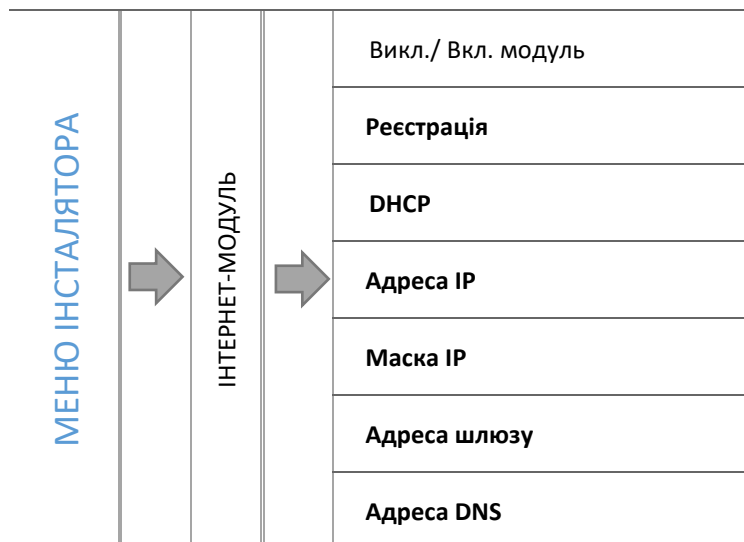 МЕНЮ ІНСТАЛЯТОРА
ІНТЕРНЕТ-МОДУЛЬ
Викл./ Вкл. модуль
Реєстрація
DHCP
Адреса IP
Маска IP
Адреса шлюзу
Адреса DNS